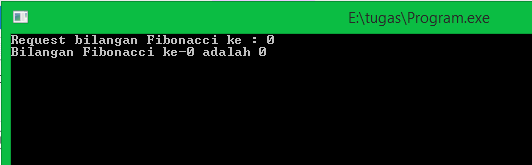 E:\tugas\Program.exe
Request bilangan Fibonacci ke : 0
Bilangan Fibonacci ke-0 adalah 0